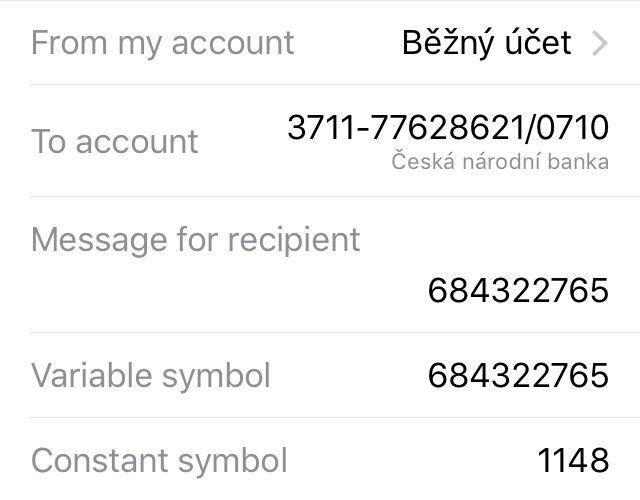 From my account Běžný účet
To account 3711-77628621/0710
Česká národní banka
Message for recipient
684322765
Variable symbol 684322765
Constant symbol 1148